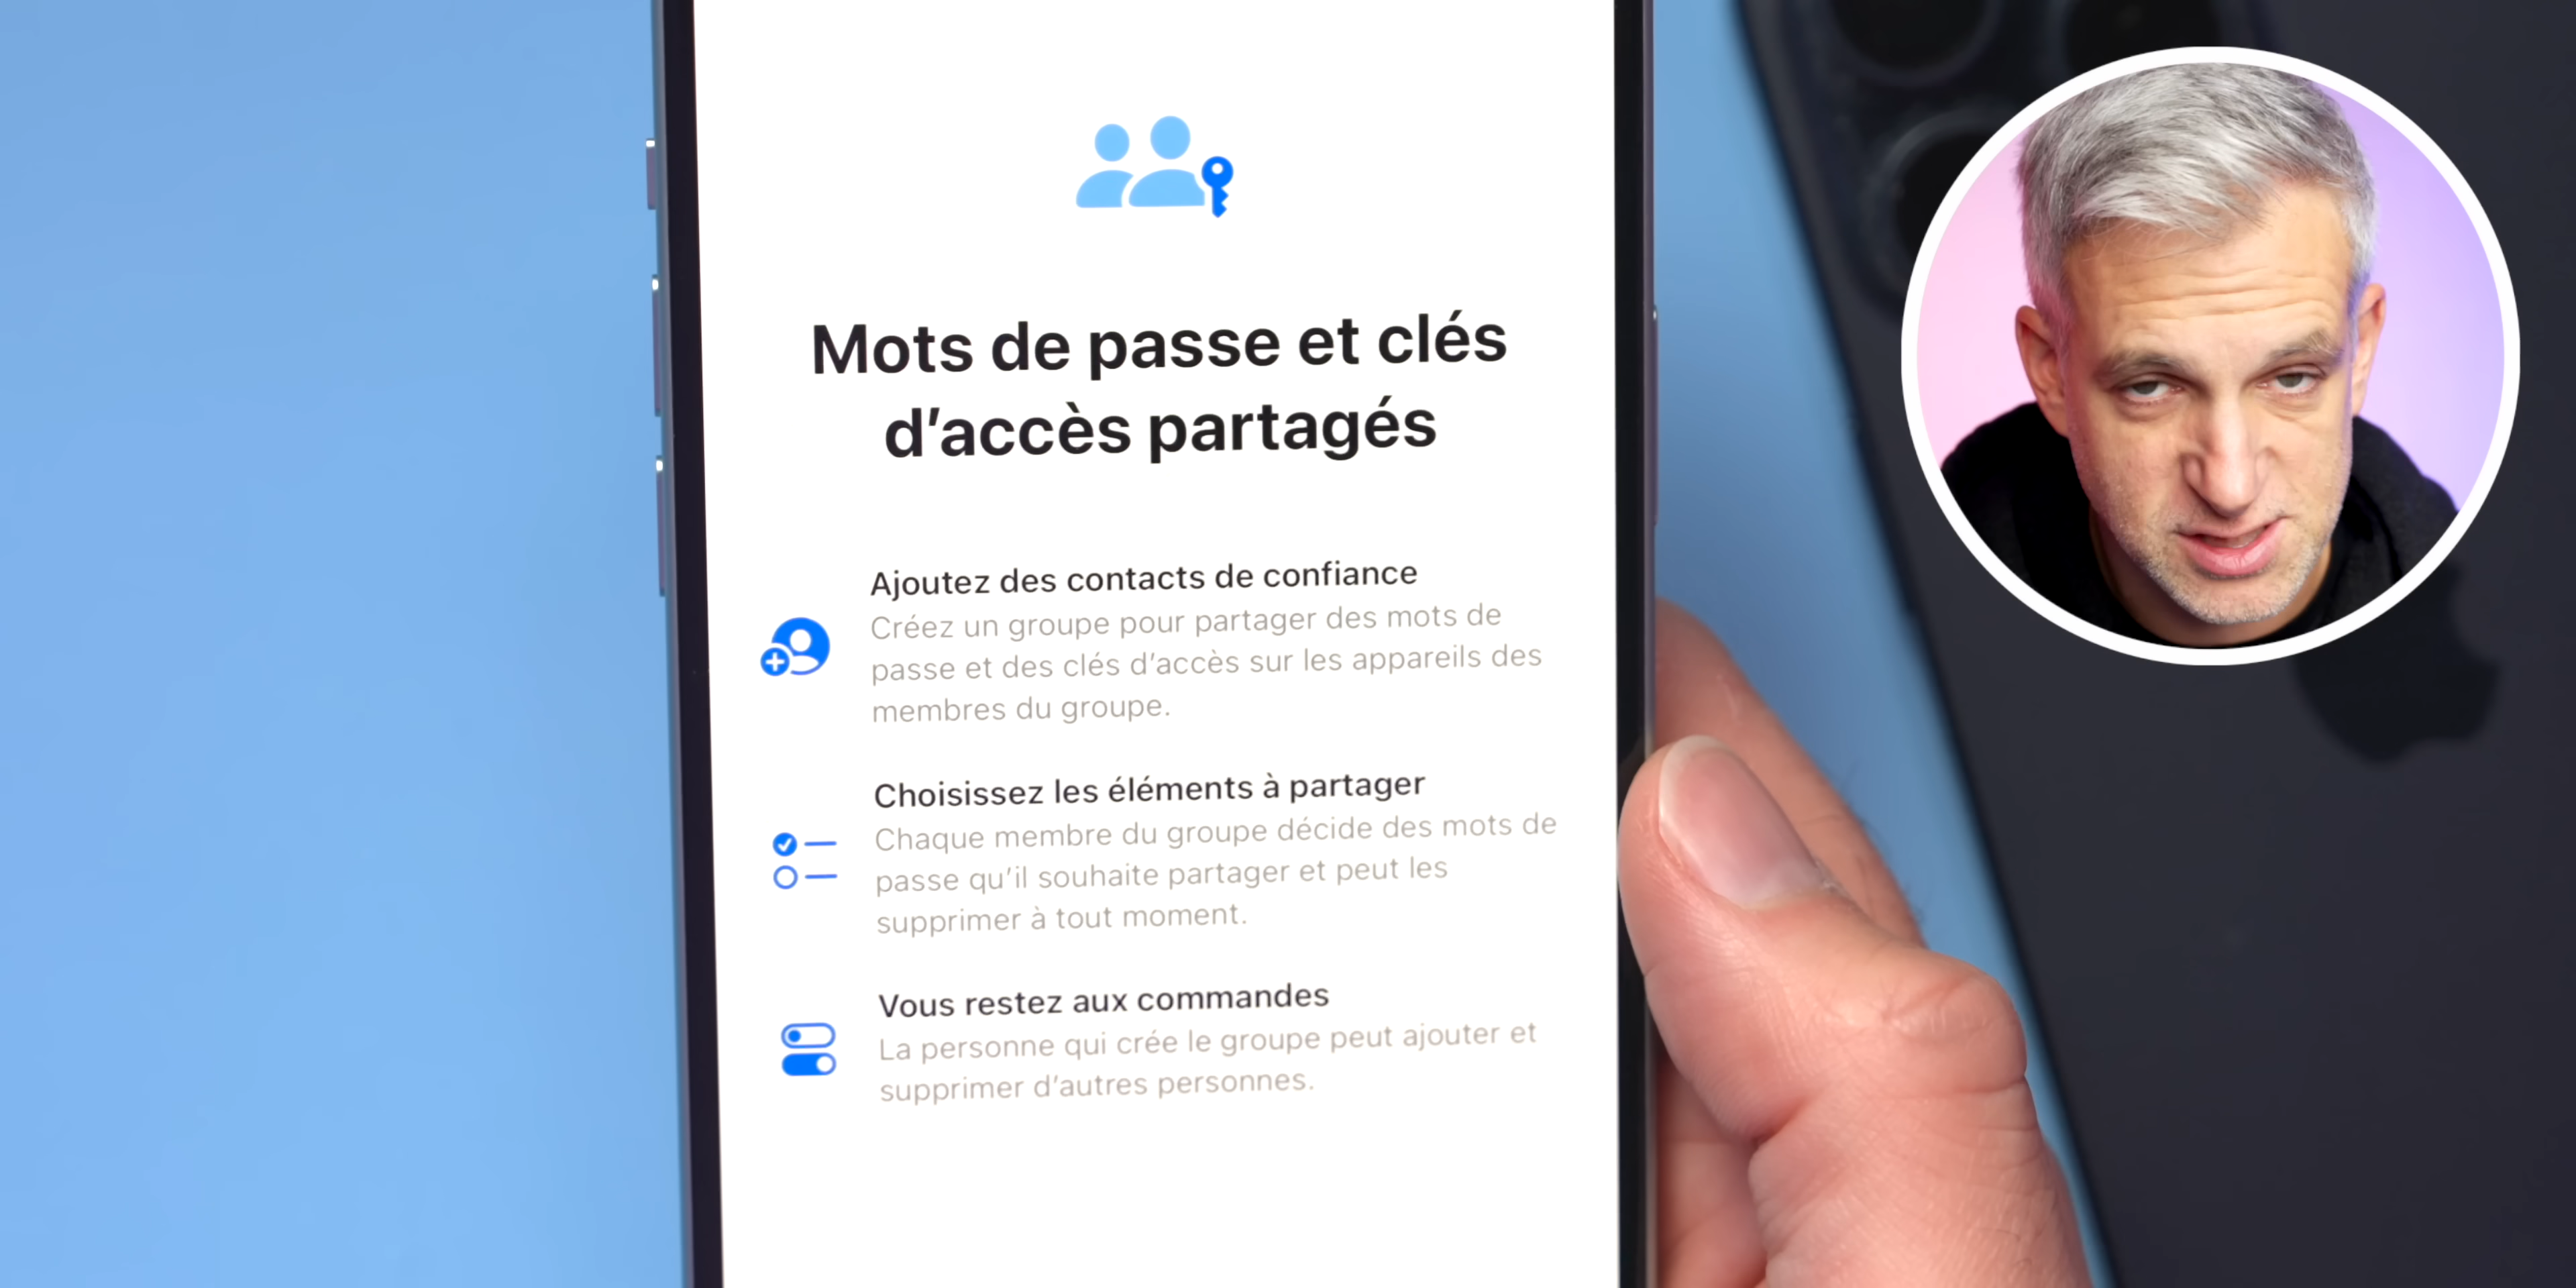 Mots de passe et clés
d’accès partagés
Ajoutez des contacts de confiance
Créez un groupe pour partager des mots de
passe et des clés d’accès sur les appareils des
membres du groupe.
Choisissez les éléments à partager
Chaque membre du groupe décide des mots de
passe qu’il souhaite partager et peut les
supprimer à tout moment.
Vous restez aux commandes
La personne qui crée le groupe peut ajouter et
supprimer d’autres personnes.